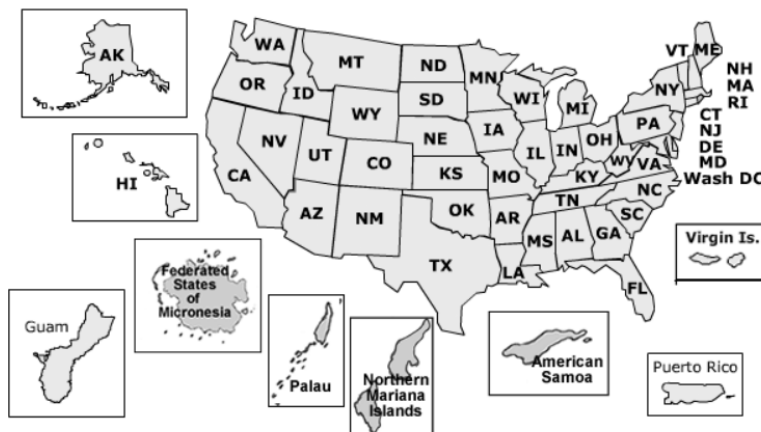 AK
WA
MT
ND
MN
VT
ME
NH
MA
RI
OR
ID
SD
WI
MI
NY
CT
NJ
DE
MD
Wash DC
WY
IA
PA
NV
NE
IL
IN
OH
WV
VA
HI
CA
UT
CO
KS
MO
KY
NC
AZ
NM
OK
AR
TN
SC
MS
AL
GA
TX
LA
FL
Virgin Is.
Federated
States
of
Micronesia
Guam
Palau
Northern
Mariana
Islands
American
Samoa
Puerto Rico